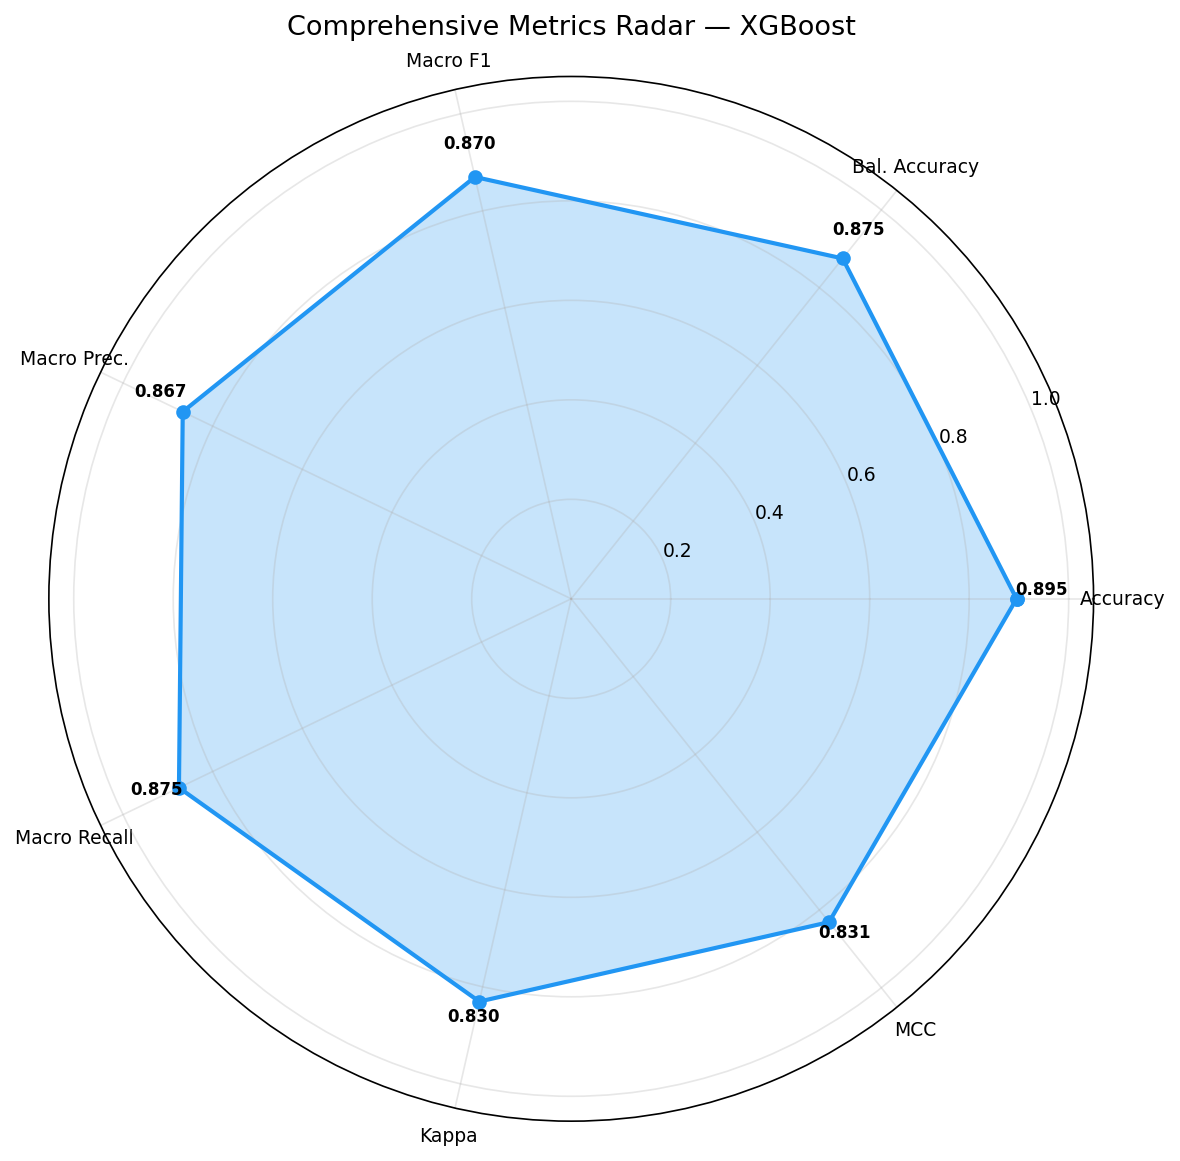 Comprehensive Metrics Radar — XGBoost
Macro F1
0.870
Bal. Accuracy
0.875
Macro Prec.
0.867
1.0
0.8
0.6
0.4
0.2
0.895
Accuracy
0.875
Macro Recall
0.831
0.830
MCC
Kappa